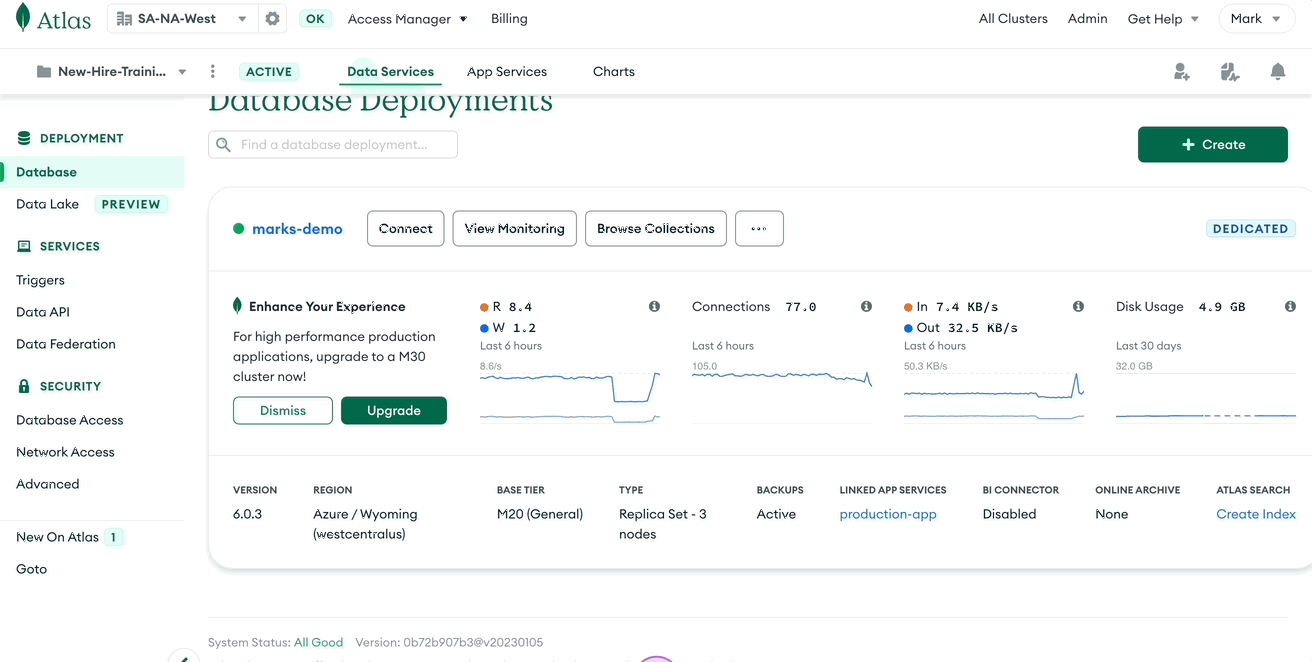 Atlas
SA-NA-West
OK
Access Manager
Billing
All Clusters
Admin
Get Help
Mark
New-Hire-Traini...
ACTIVE
Data Services
App Services
Charts
Database Deployments
Find a database deployment...
+ Create
DEPLOYMENT
Database
Data Lake PREVIEW
SERVICES
Triggers
Data API
Data Federation
SECURITY
Database Access
Network Access
Advanced
New On Atlas 1
Goto
marks-demo
Connect
View Monitoring
Browse Collections
...
DEDICATED
Enhance Your Experience
For high performance production
applications, upgrade to a M30
cluster now!
Dismiss
Upgrade
R 8.4
W 1.2
Last 6 hours
8.6/s
Connections 77.0
Last 6 hours
105.0
In 7.4 KB/s
Out 32.5 KB/s
Last 6 hours
50.3 KB/s
Disk Usage 4.9 GB
Last 30 days
32.0 GB
VERSION
6.0.3
REGION
Azure / Wyoming
(westcentralus)
BASE TIER
M20 (General)
TYPE
Replica Set - 3
nodes
BACKUPS
Active
LINKED APP SERVICES
production-app
BI CONNECTOR
Disabled
ONLINE ARCHIVE
None
ATLAS SEARCH
Create Index
System Status: All Good Version: 0b72b907b3@v20230105